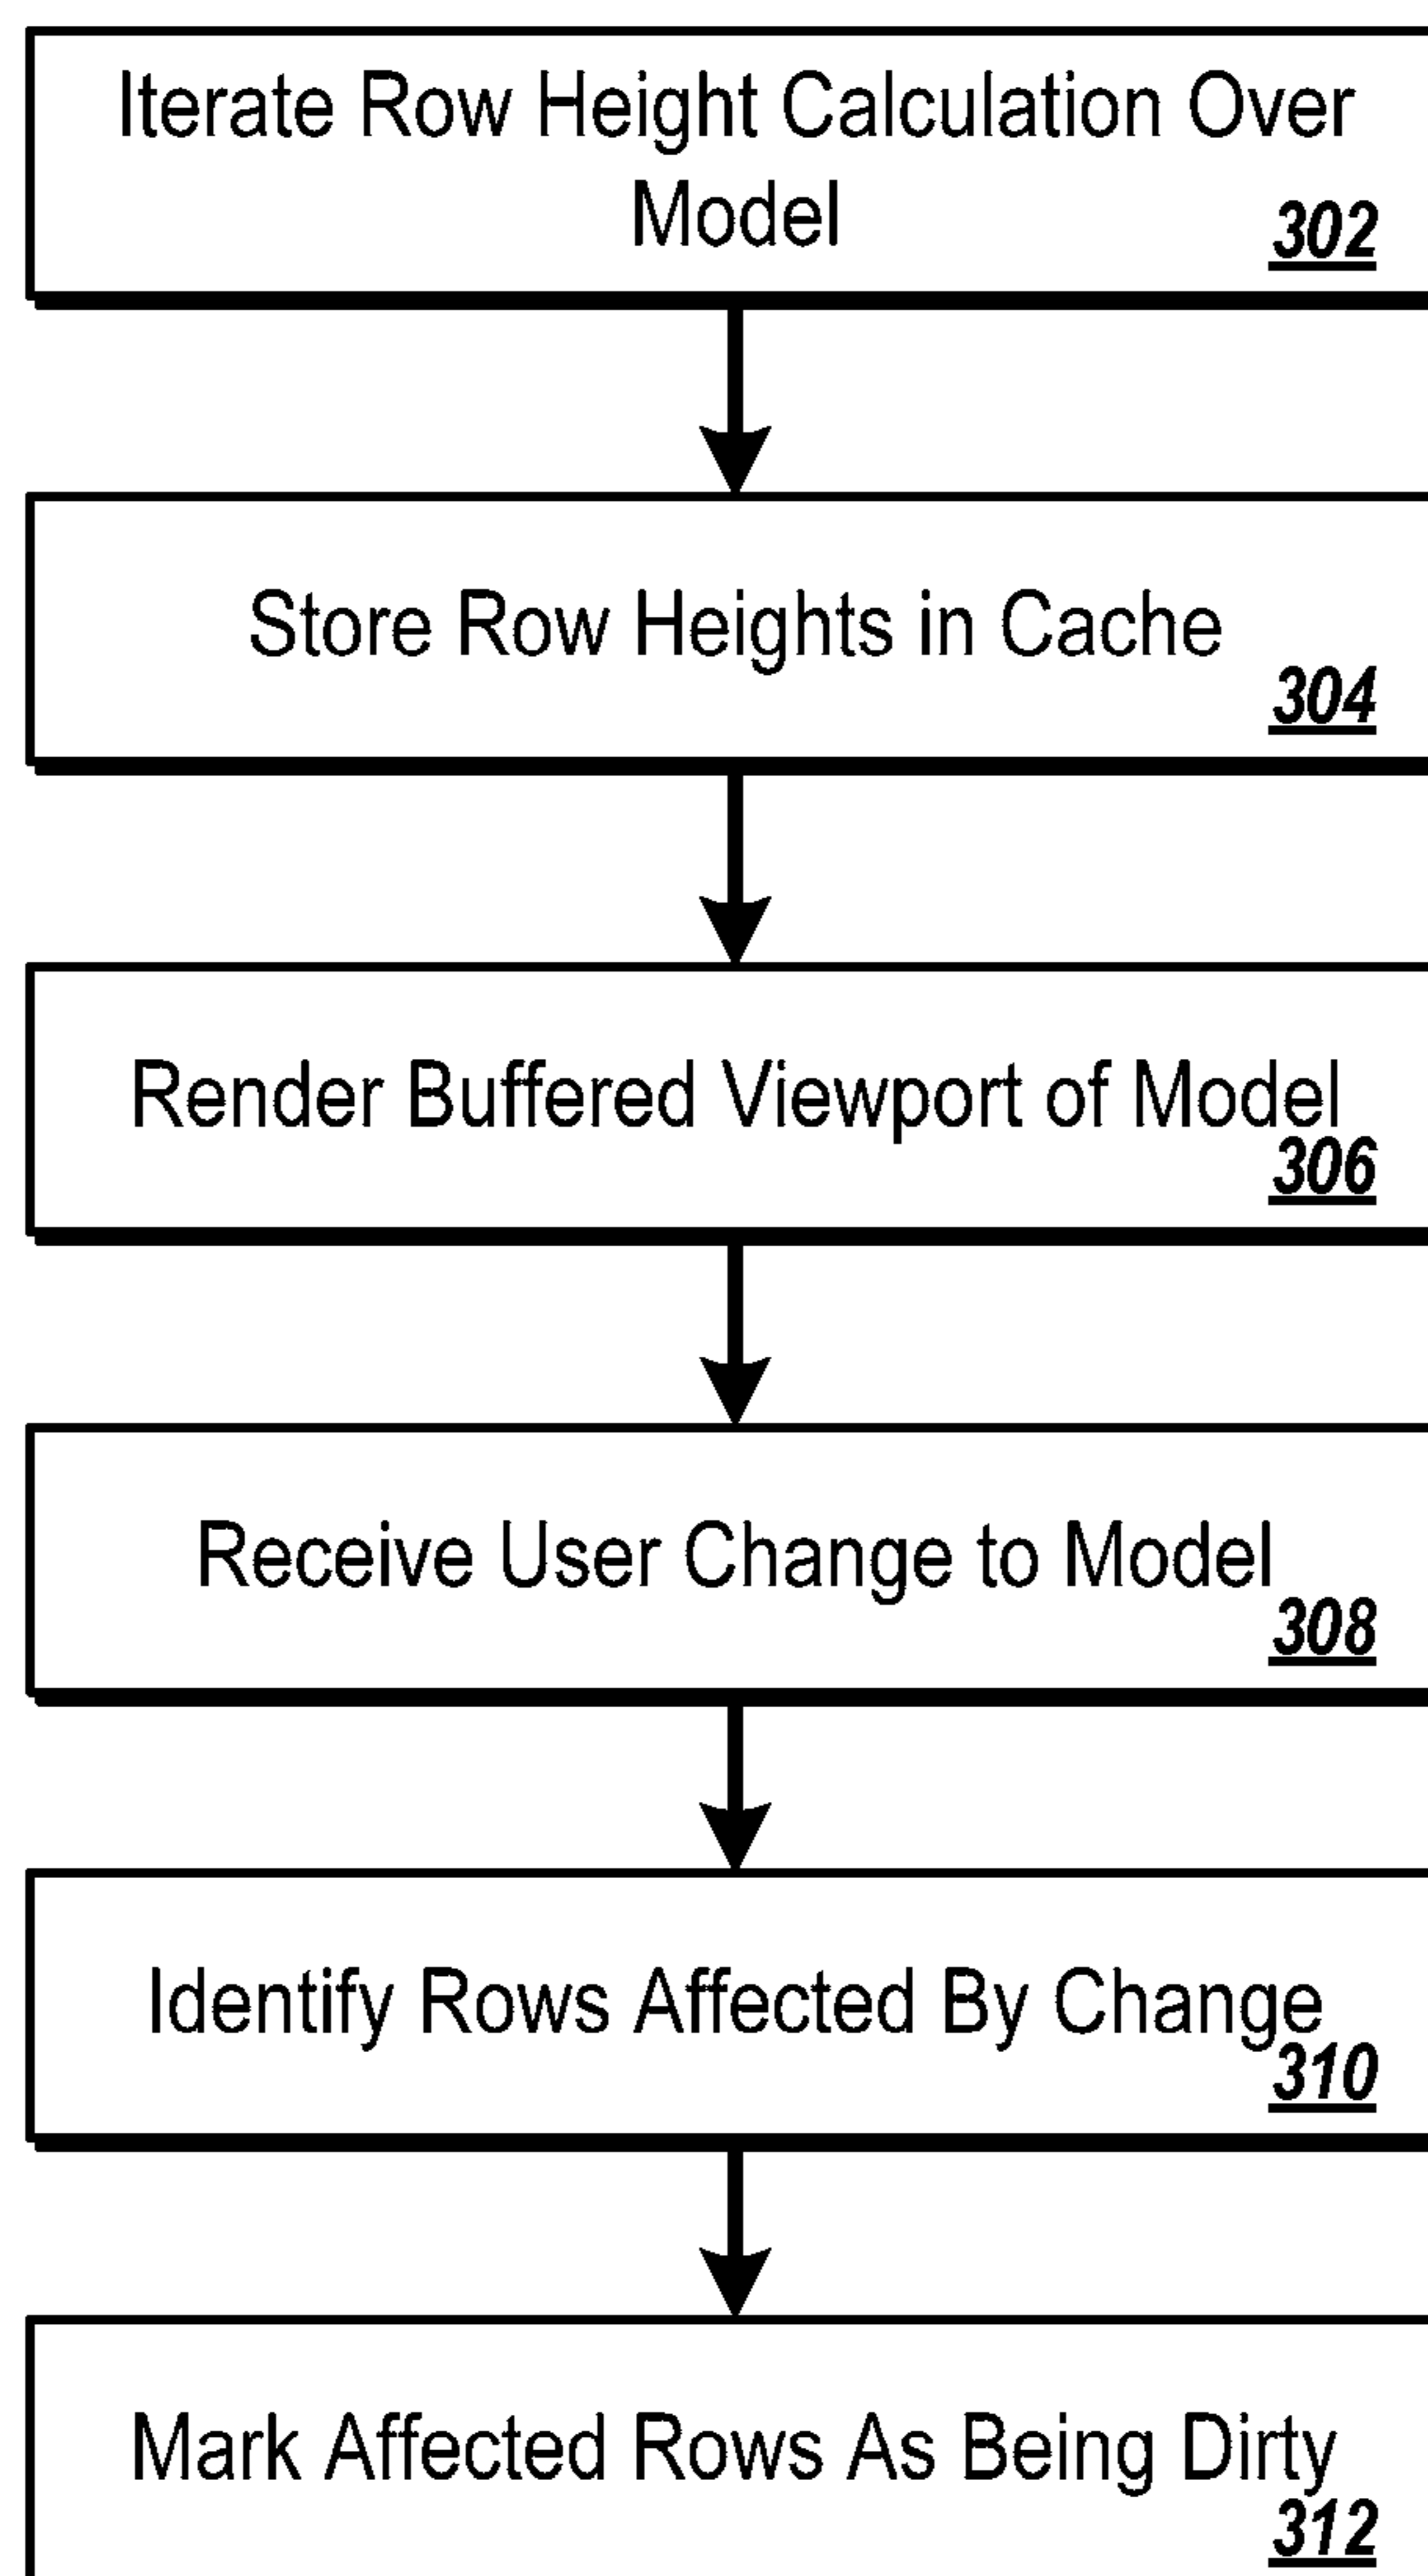 Iterate Row Height Calculation Over
Model
302
Store Row Heights in Cache
304
Render Buffered Viewport of Model
306
Receive User Change to Model
308
Identify Rows Affected By Change
310
Mark Affected Rows As Being Dirty
312